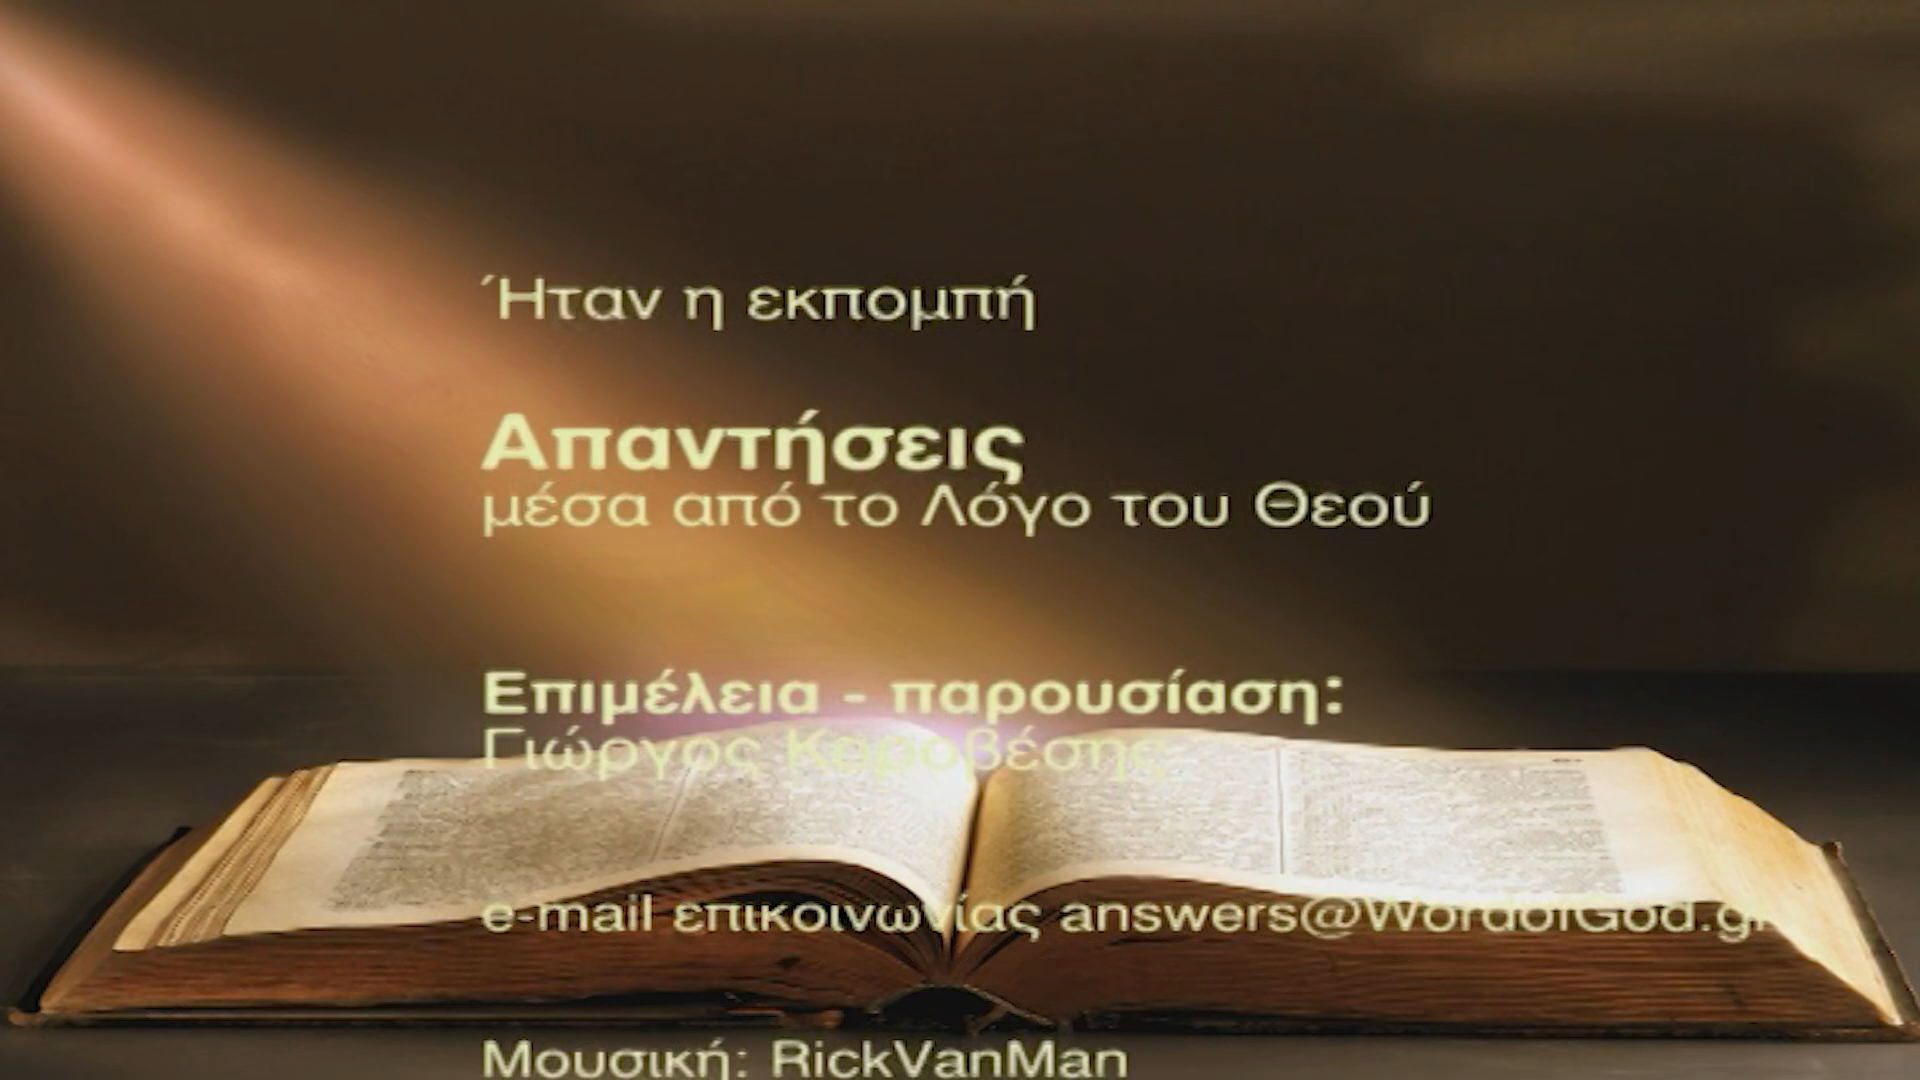 Ήταν η εκπομπή
Απαντήσεις
μέσα από το Λόγο του Θεού
Επιμέλεια - παρουσίαση:
Γιώργος Κοροβέσης
e-mail επικοινωνίας answers@WordofGod.gr
Μουσική: RickVanMan